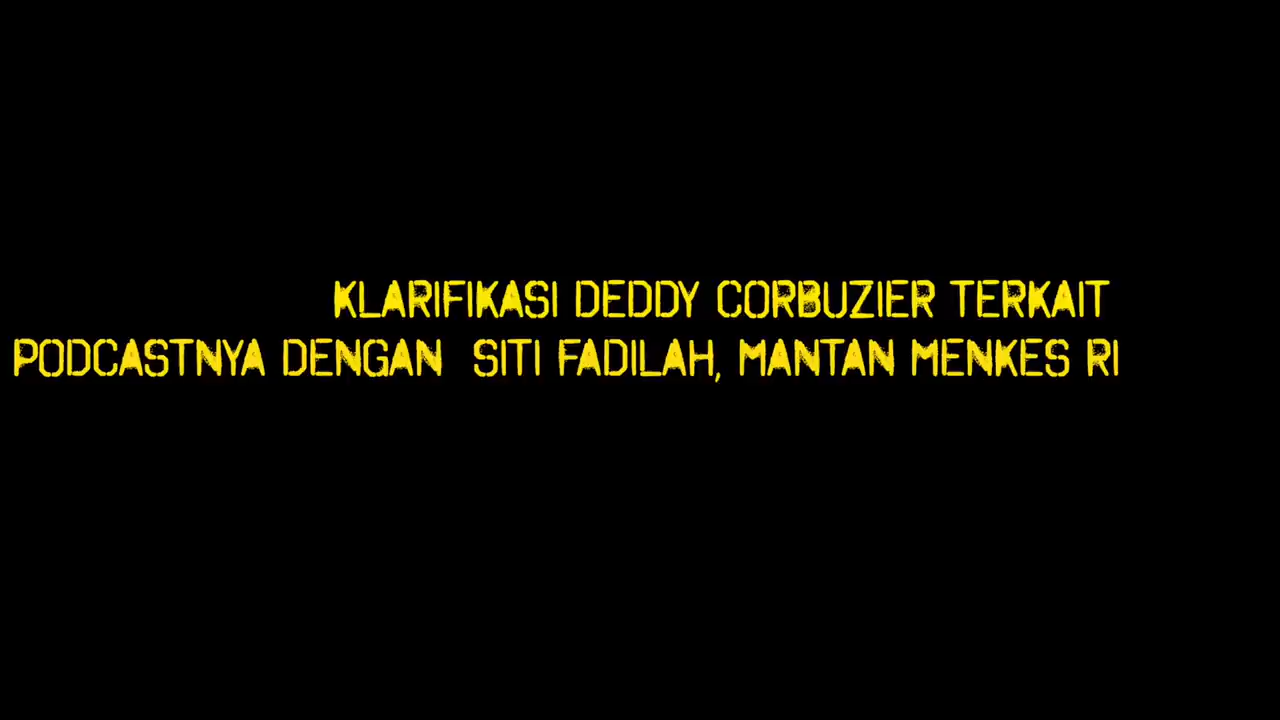 KLARIFIKASI DEDDY CORBUZIER TERKAIT
PODCASTNYA DENGAN  SITI FADILAH, MANTAN MENKES RI